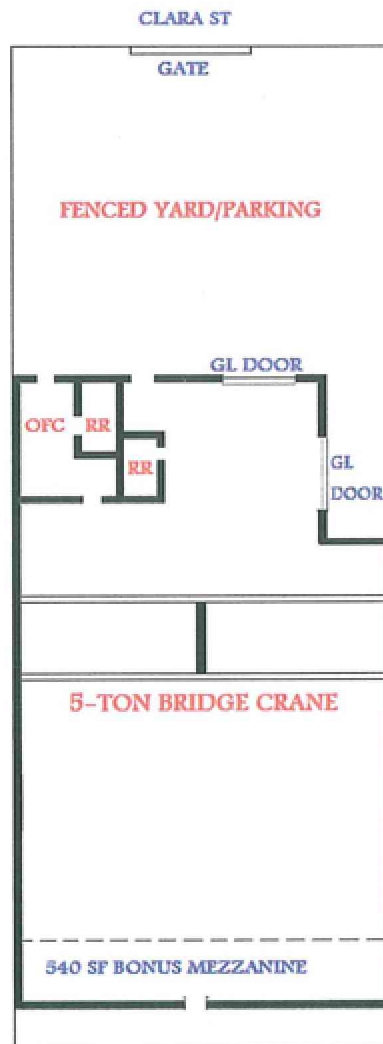 CLARA ST
GATE
FENCED YARD/PARKING
GL DOOR
OFC
RR
RR
GL
DOOR
5-TON BRIDGE CRANE
540 SF BONUS MEZZANINE